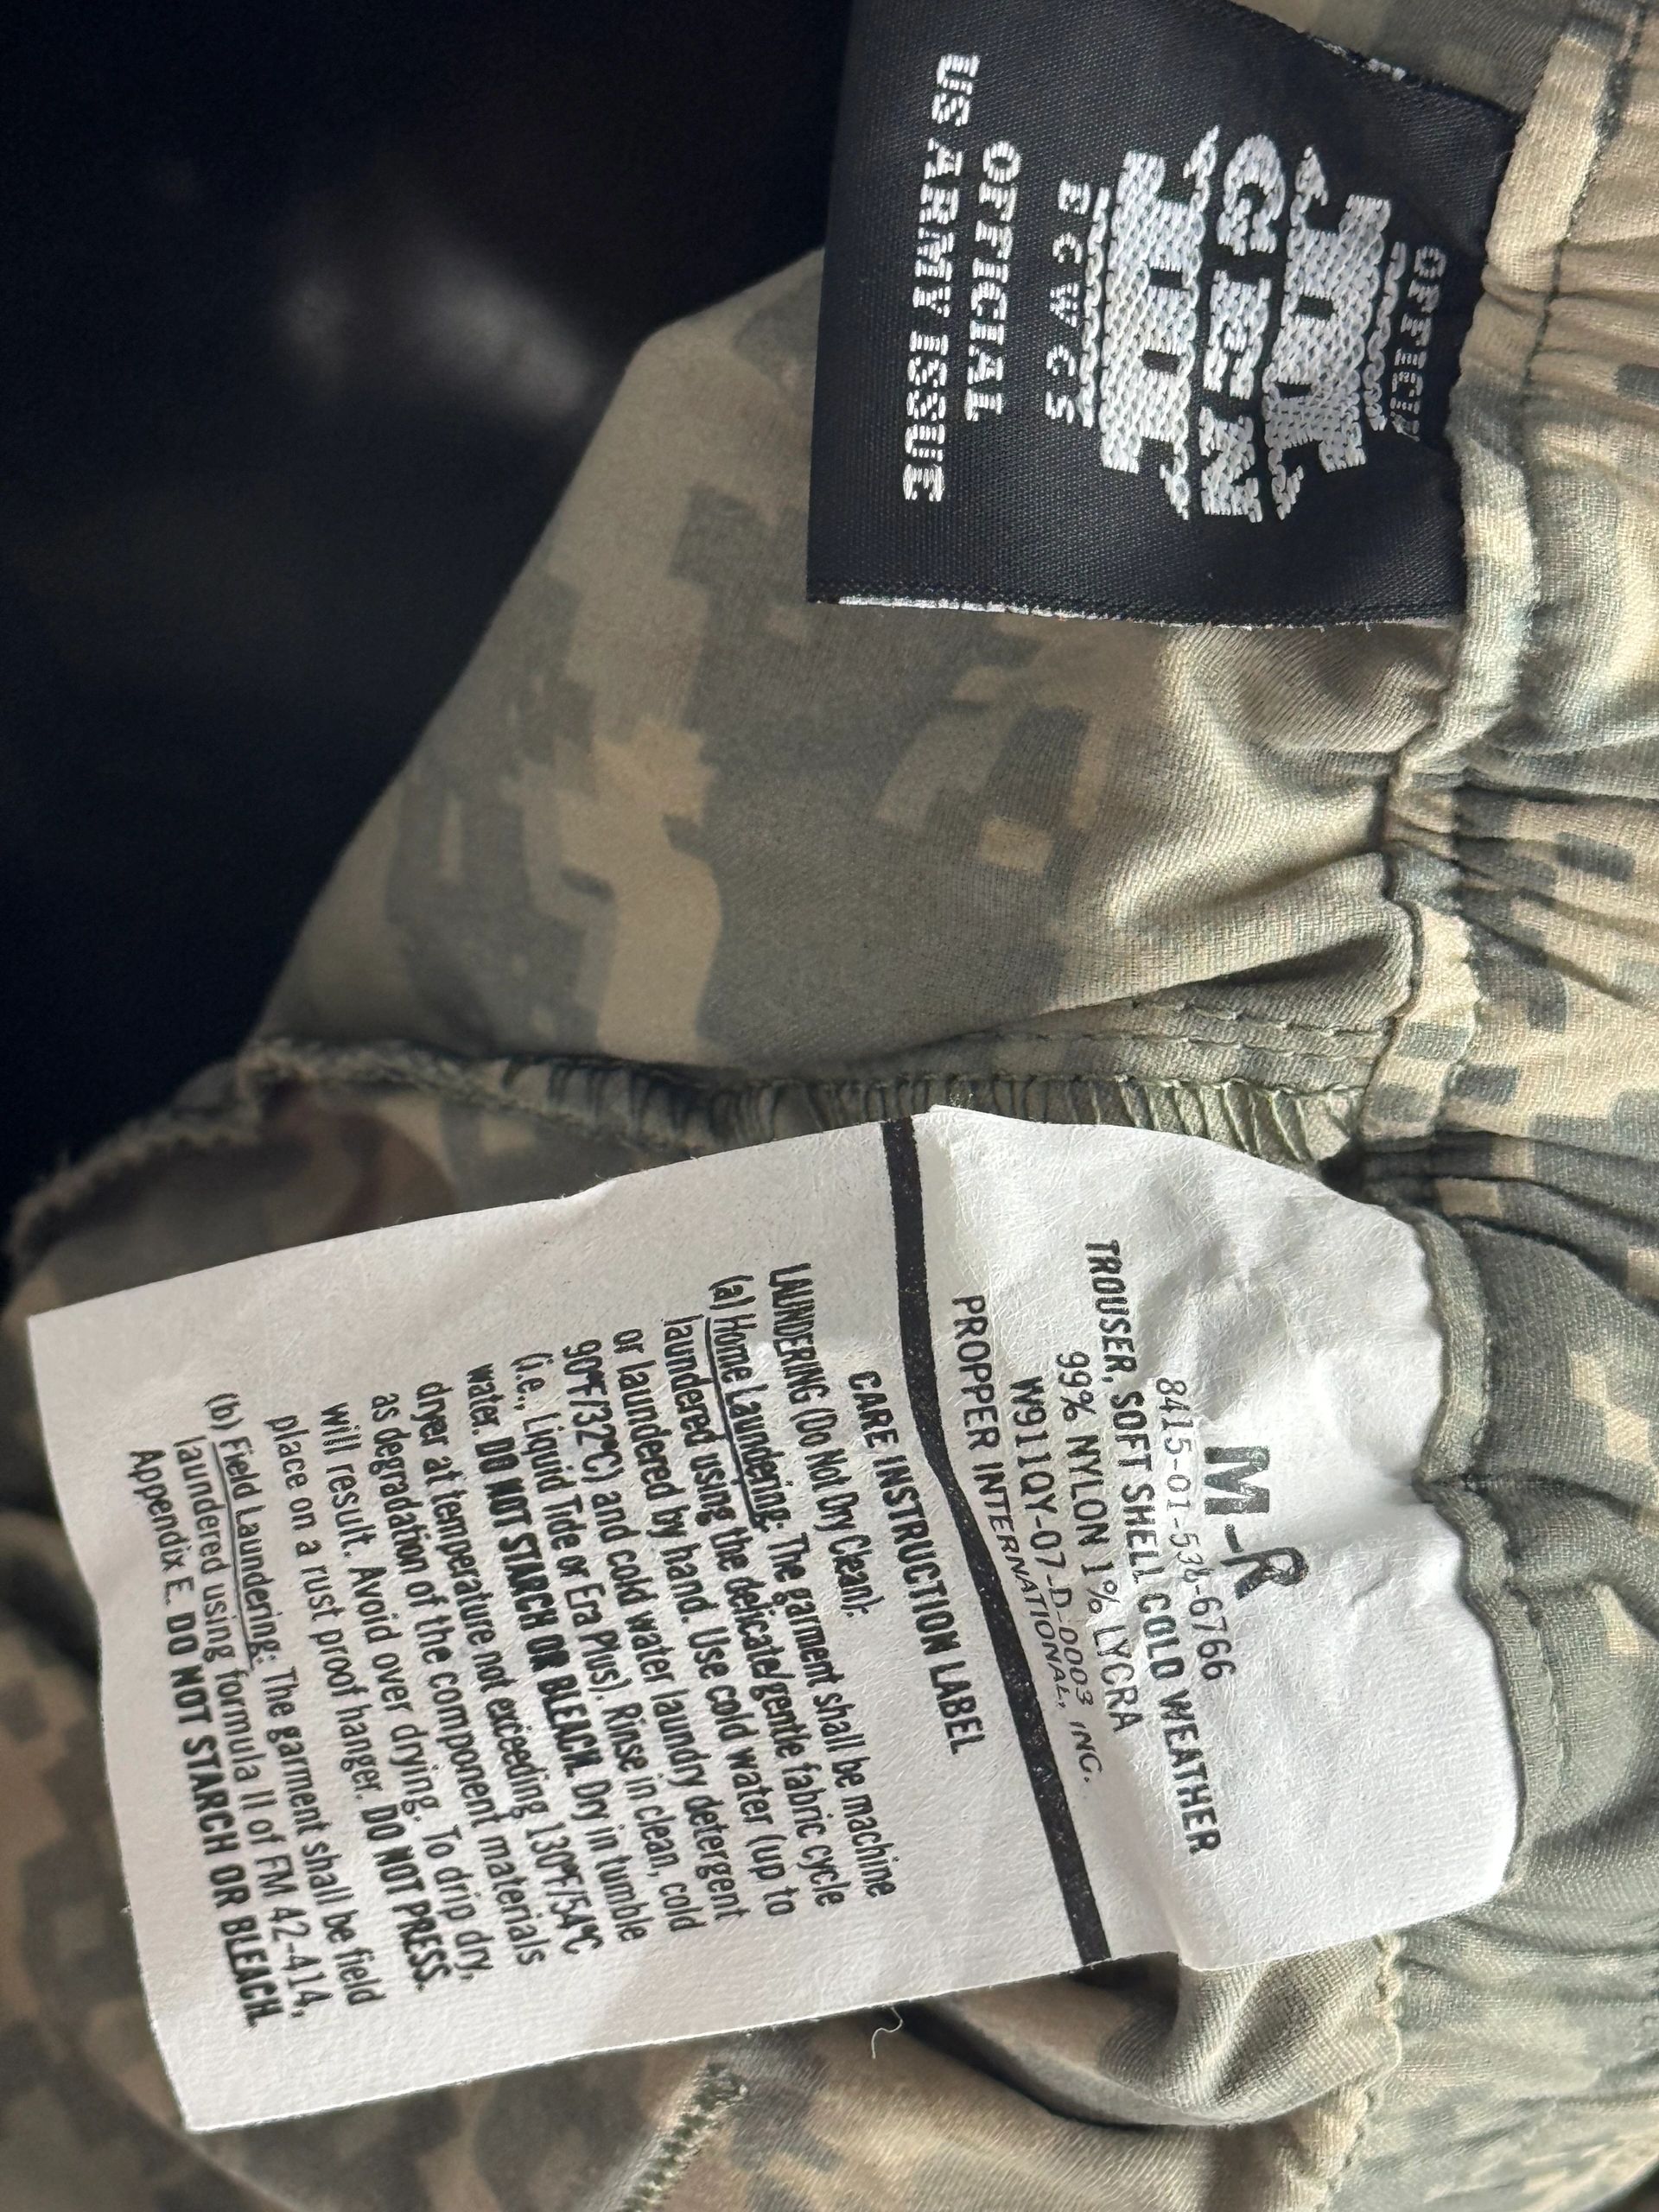 GEN
ECWCS
OFFICIAL
US ARMY ISSUE
M-R
8415-01-538-6766
TROUSER, SOFT SHELL COLD WEATHER
99% NYLON 1% LYCRA
W911QY-07-D-0003
PROPPER INTERNATIONAL, INC.
CARE INSTRUCTION LABEL
LAUNDERING (Do Not Dry Clean):
(a) Home Laundering: The garment shall be machine
laundered using the delicate/gentle fabric cycle
or laundered by hand. Use cold water (up to
90°F/32°C) and cold water laundry detergent
(i.e., Liquid Tide or Era Plus). Rinse in clean, cold
water. DO NOT STARCH OR BLEACH. Dry in tumble
dryer at temperature not exceeding 130°F/54°C
as degradation of the component materials
will result. Avoid over drying. To drip dry,
place on a rust proof hanger. DO NOT PRESS.
(b) Field Laundering: The garment shall be field
laundered using formula II of FM 42-414,
Appendix E. DO NOT STARCH OR BLEACH